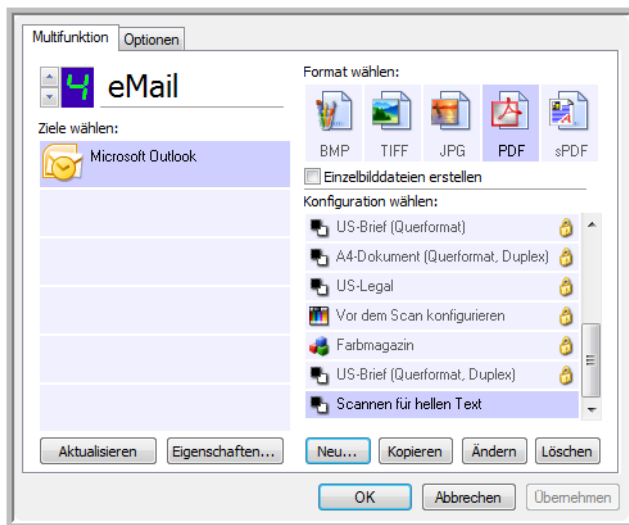 Multifunktion
Optionen
4
eMail
Ziele wählen:
Microsoft Outlook
Aktualisieren
Eigenschaften...
Format wählen:
BMP TIFF JPG PDF sPDF
Einzelbilddateien erstellen
Konfiguration wählen:
US-Brief (Querformat)
A4-Dokument (Querformat, Duplex)
US-Legal
Vor dem Scan konfigurieren
Farbmagazin
US-Brief (Querformat, Duplex)
Scannen für hellen Text
Neu... Kopieren Ändern Löschen
OK Abbrechen Übernehmen